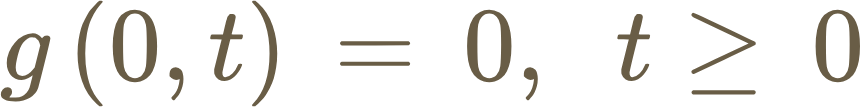 g(0, t) = 0, t ≥ 0